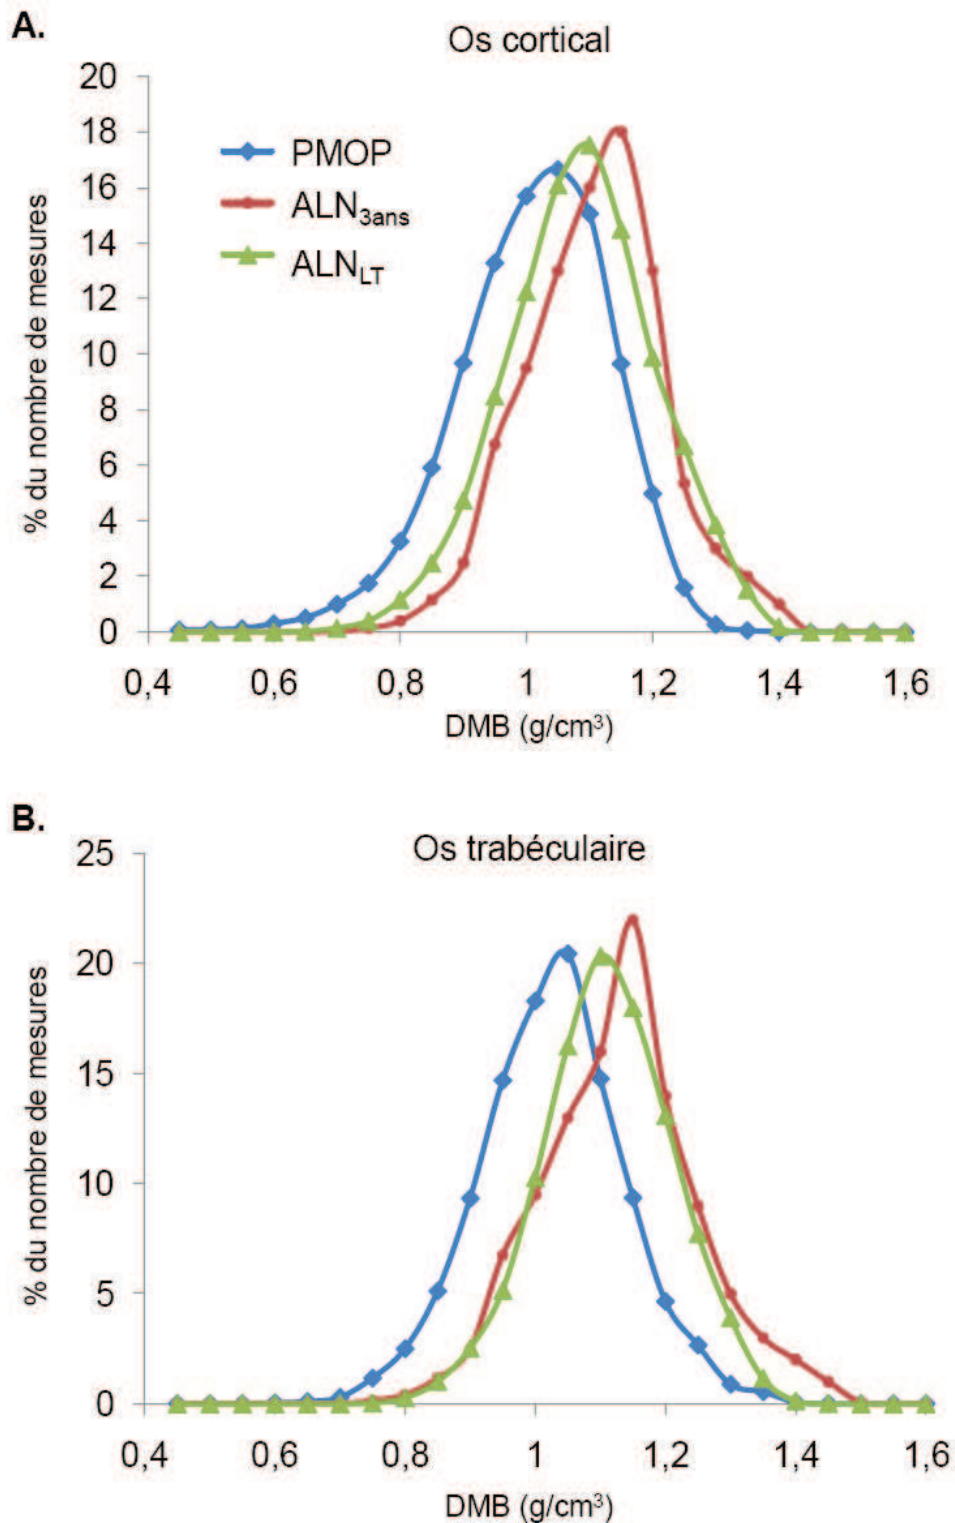 A.
Os cortical
% du nombre de mesures
20
18
16
14
12
10
8
6
4
2
0
PMOP
ALN3ans
ALNLT
0,4 0,6 0,8 1 1,2 1,4 1,6
DMB (g/cm³)
B.
Os trabéculaire
% du nombre de mesures
25
20
15
10
5
0
0,4 0,6 0,8 1 1,2 1,4 1,6
DMB (g/cm³)